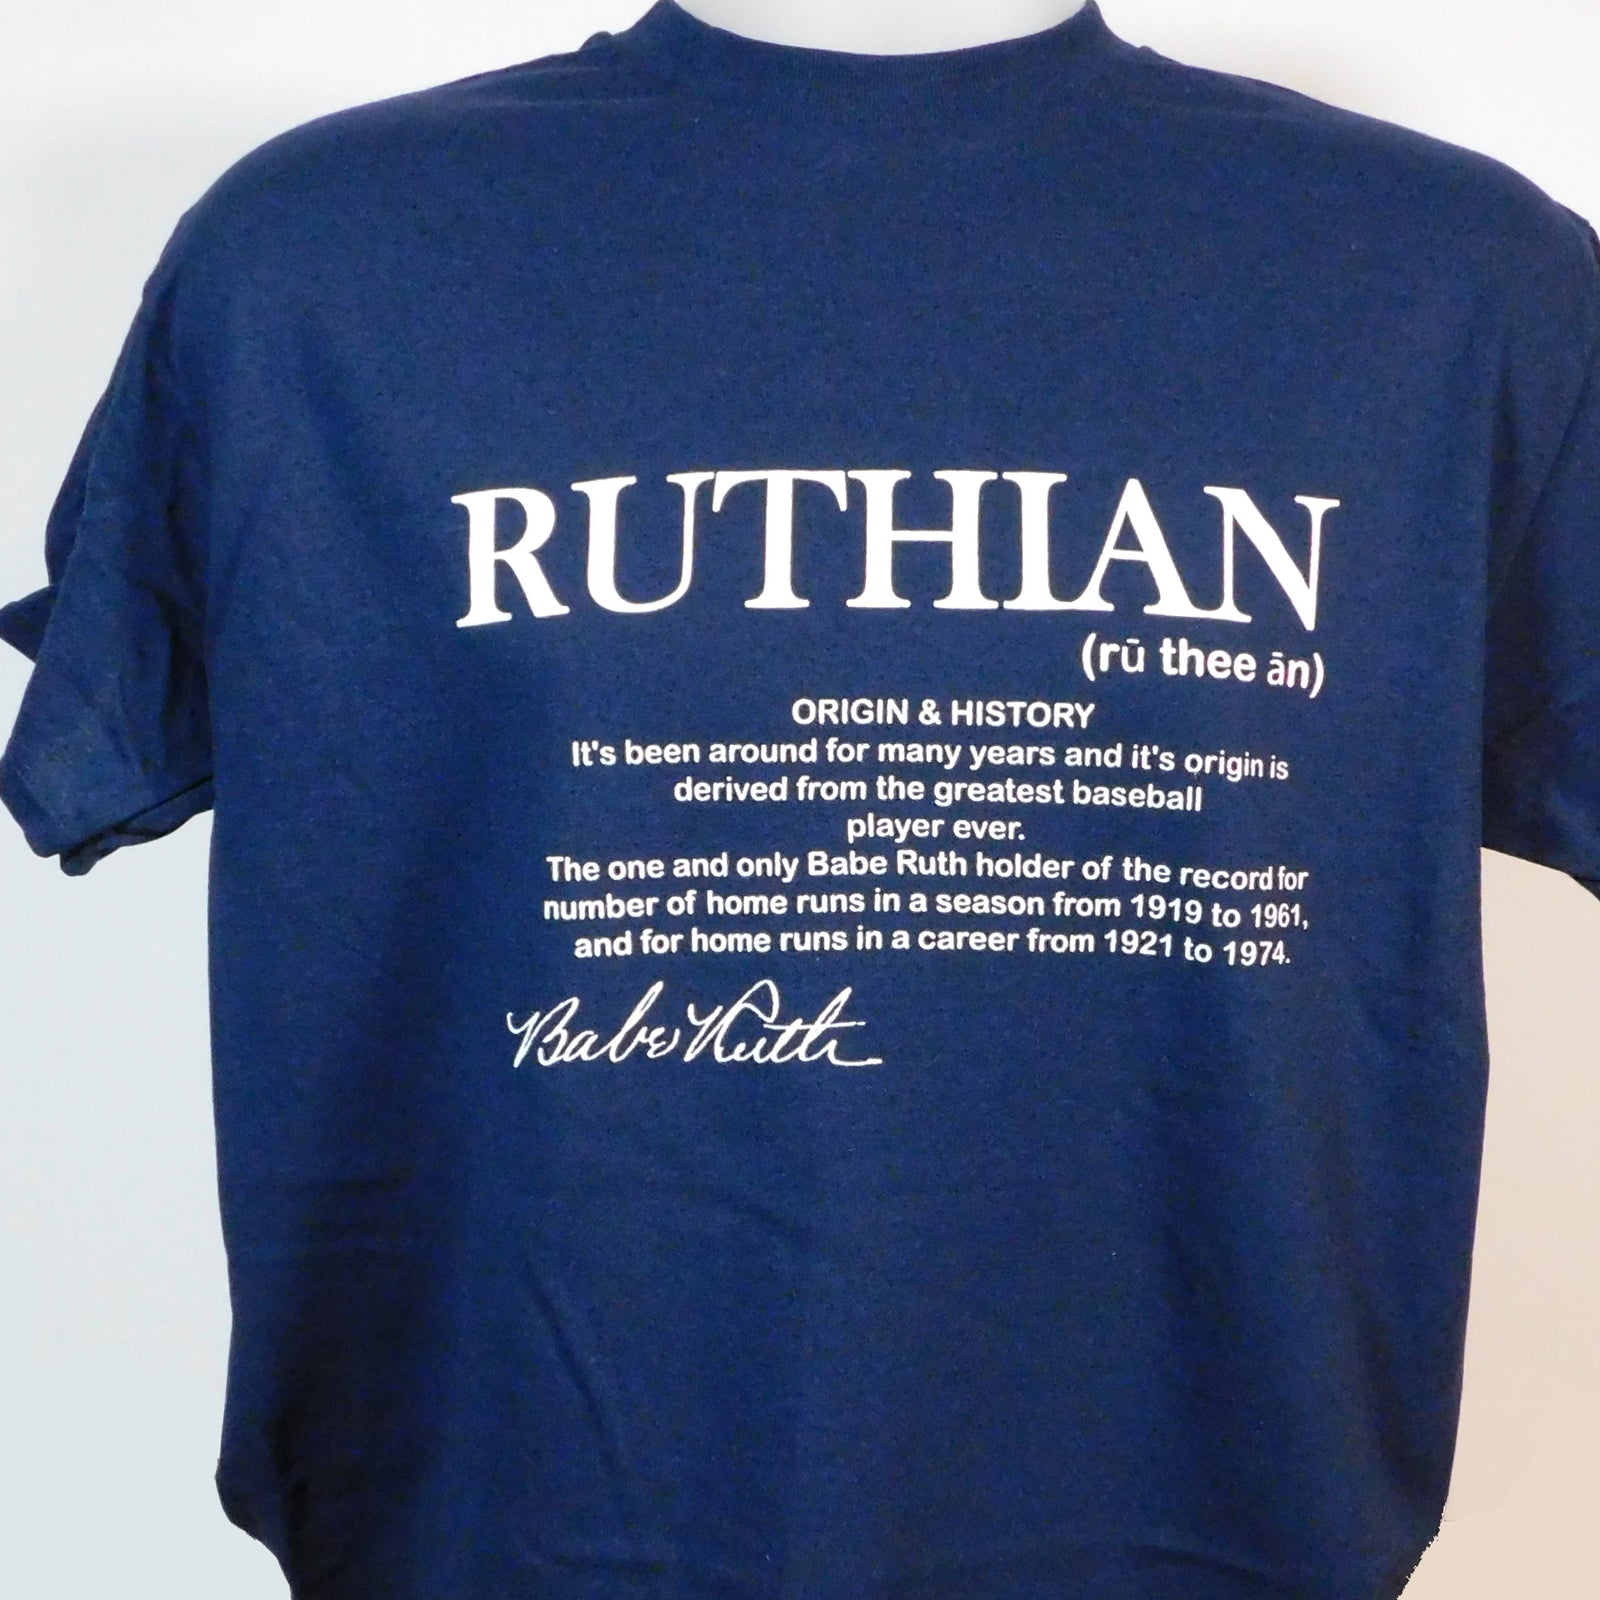 RUTHIAN
(rū thee ān)
ORIGIN & HISTORY
It's been around for many years and it's origin is
derived from the greatest baseball
player ever.
The one and only Babe Ruth holder of the record for
number of home runs in a season from 1919 to 1961,
and for home runs in a career from 1921 to 1974.
Babe Ruth